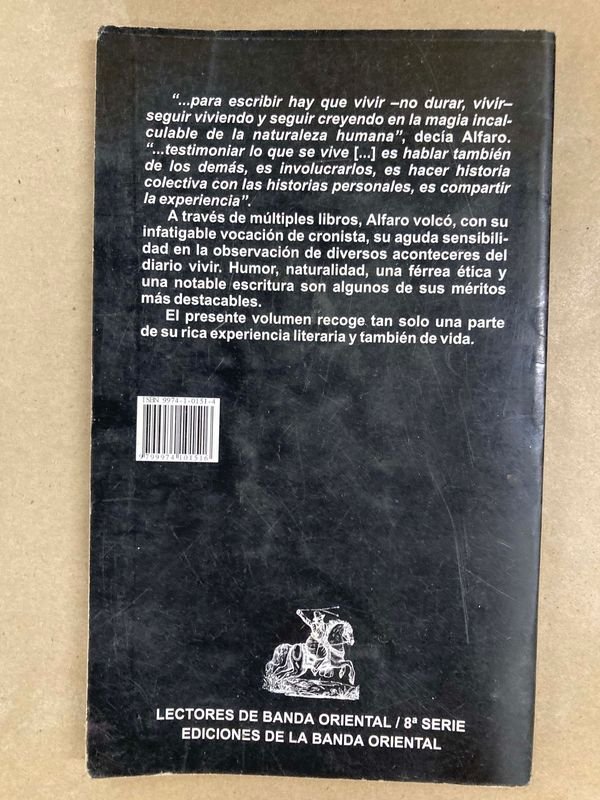 “...para escribir hay que vivir –no durar, vivir–
seguir viviendo y seguir creyendo en la magia incal-
culable de la naturaleza humana”, decía Alfaro.
“...testimoniar lo que se vive [...] es hablar también
de los demás, es involucrarlos, es hacer historia
colectiva con las historias personales, es compartir
la experiencia”.
A través de múltiples libros, Alfaro volcó, con su
infatigable vocación de cronista, su aguda sensibili-
dad en la observación de diversos aconteceres del
diario vivir. Humor, naturalidad, una férrea ética y
una notable escritura son algunos de sus méritos
más destacables.
El presente volumen recoge tan solo una parte
de su rica experiencia literaria y también de vida.
ISBN 9974-1-0151-4
9799974101516
LECTORES DE BANDA ORIENTAL / 8ª SERIE
EDICIONES DE LA BANDA ORIENTAL